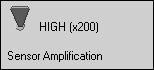 HIGH (x200)
Sensor Amplification